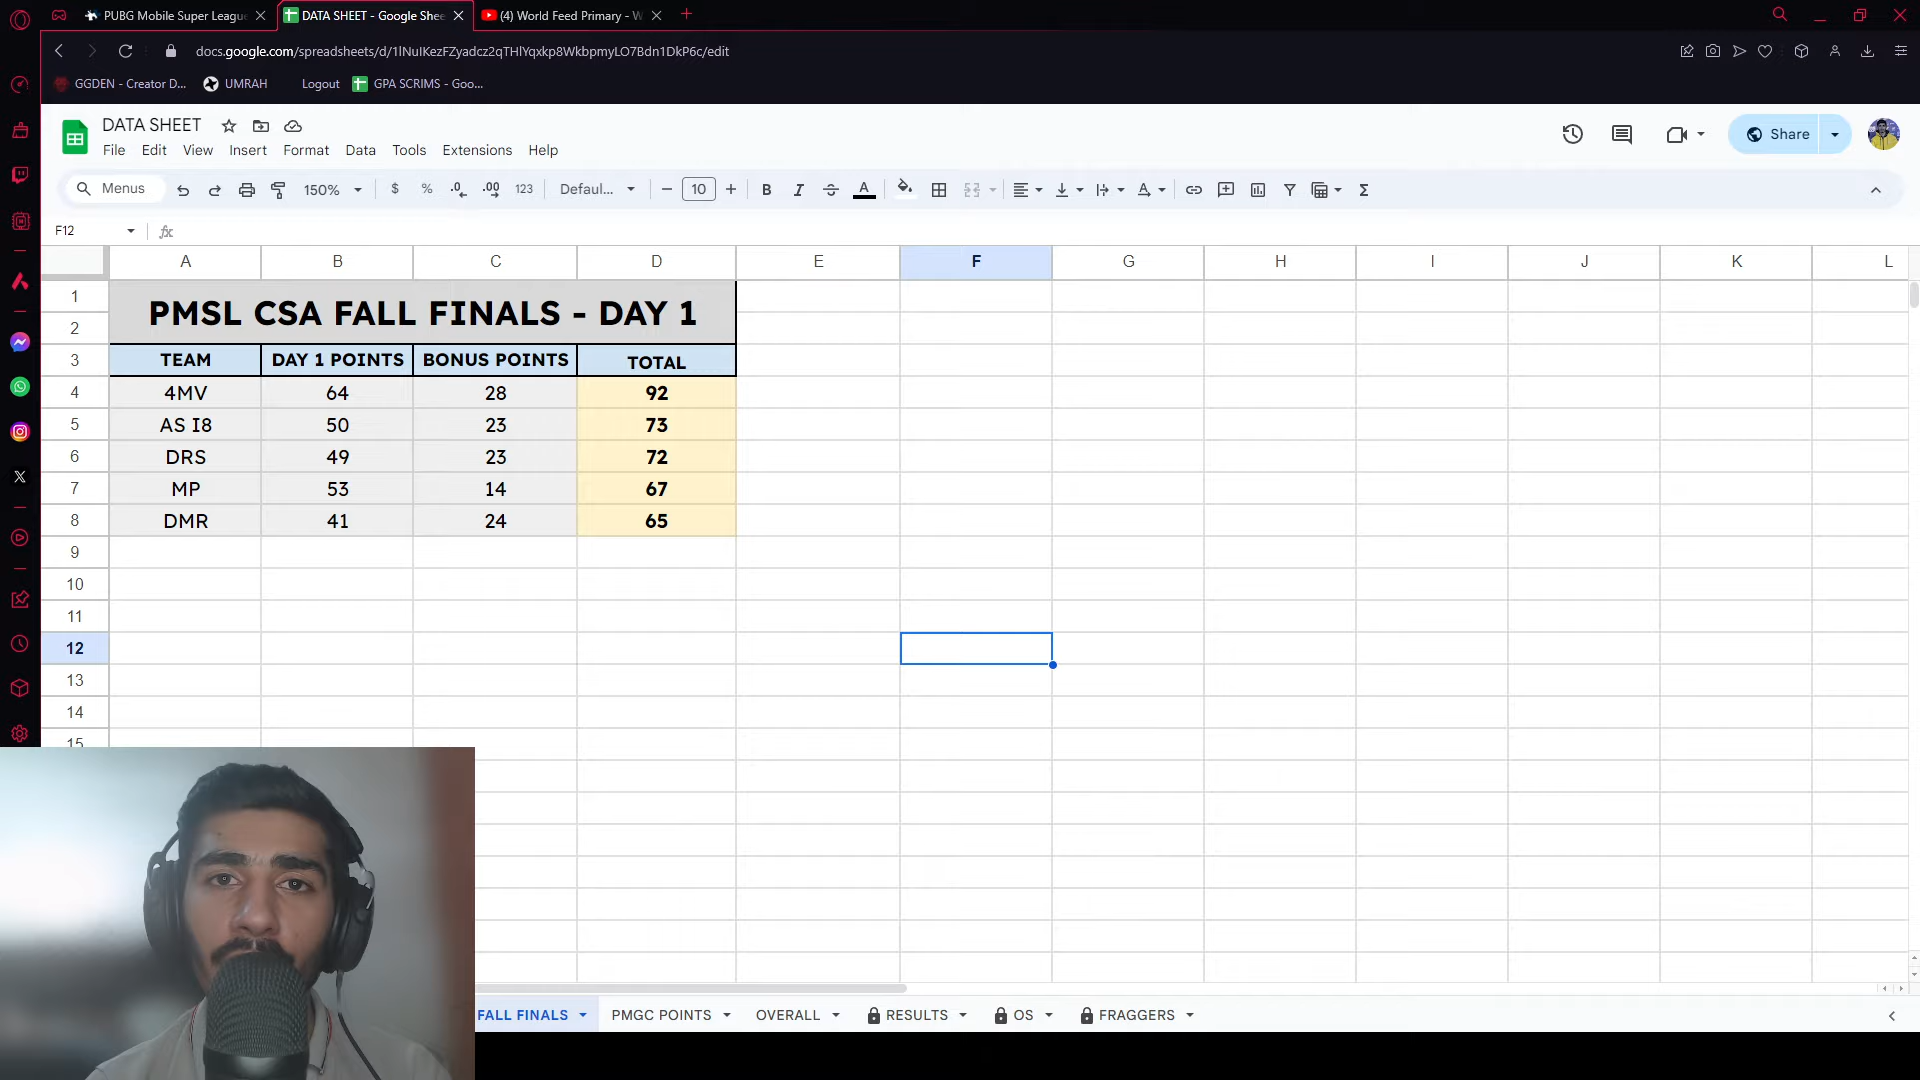 PUBG Mobile Super League
DATA SHEET - Google Shee
(4) World Feed Primary - W
docs.google.com/spreadsheets/d/1lNuIKezFZyadcz2qTHlYqxkp8WkbpmyLO7Bdn1DkP6c/edit
GGDEN - Creator D... UMRAH Logout GPA SCRIMS - Goo...
DATA SHEET
Share
File Edit View Insert Format Data Tools Extensions Help
Menus 150% $ % .0 .00 123 Defaul... 10 B I S A
F12 fx
A B C D E F G H I J K L
1 PMSL CSA FALL FINALS - DAY 1
2
3 TEAM DAY 1 POINTS BONUS POINTS TOTAL
4 4MV 64 28 92
5 AS I8 50 23 73
6 DRS 49 23 72
7 MP 53 14 67
8 DMR 41 24 65
9
10
11
12
13
14
15
FALL FINALS PMGC POINTS OVERALL RESULTS OS FRAGGERS